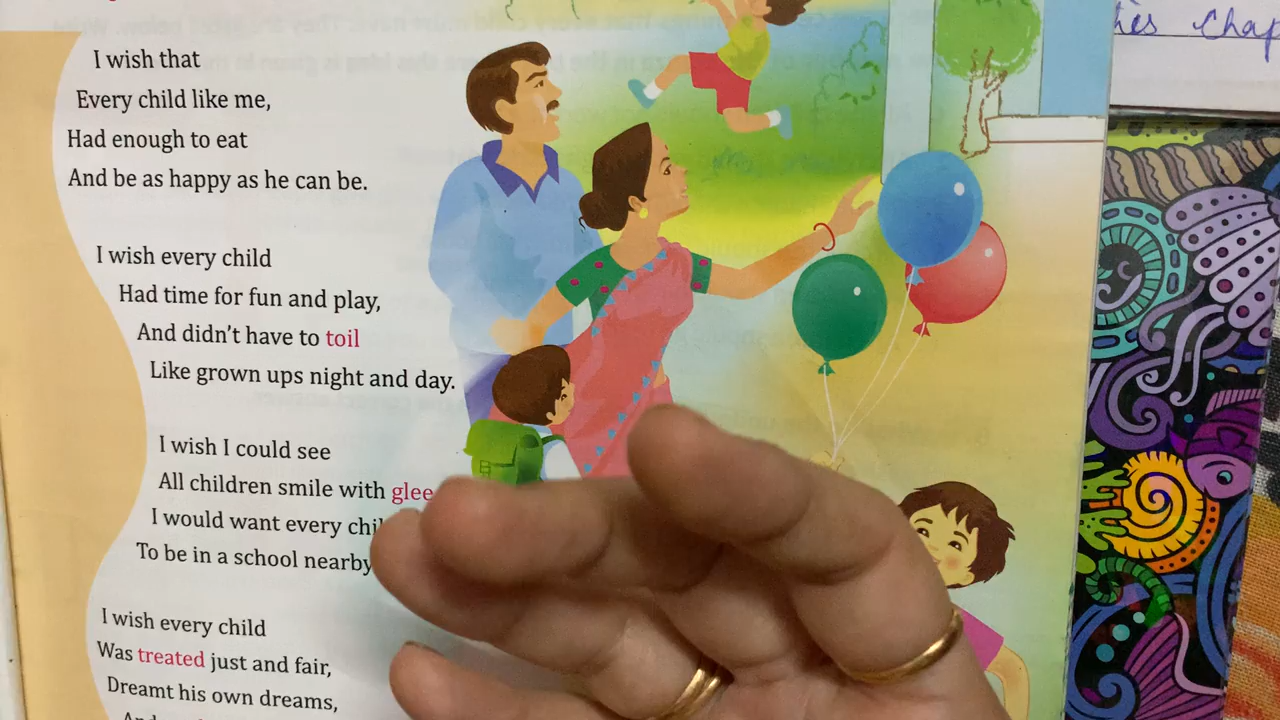 I wish that
Every child like me,
Had enough to eat
And be as happy as he can be.
I wish every child
Had time for fun and play,
And didn't have to toil
Like grown ups night and day.
I wish I could see
All children smile with glee
I would want every
To be in a school nearby
I wish every child
Was treated just and fair,
Dreamt his own dreams,
Chap